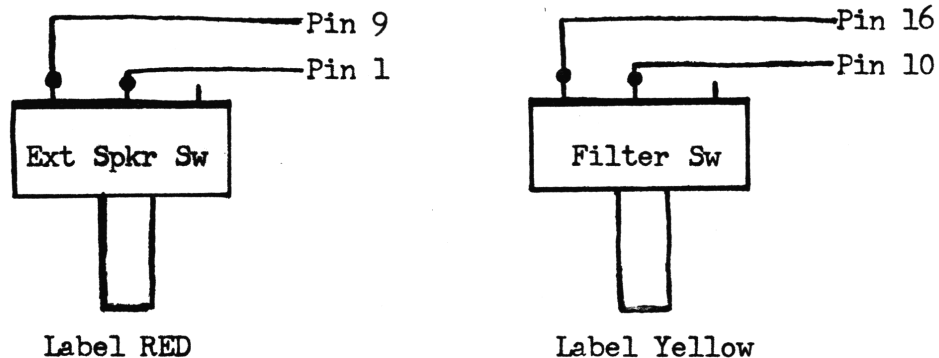 Pin 9
Pin 1
Ext Spkr Sw
Label RED
Pin 16
Pin 10
Filter Sw
Label Yellow